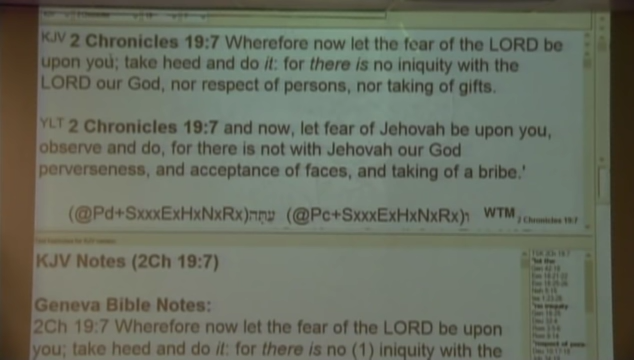 KJV 2 Chronicles 19:7 Wherefore now let the fear of the LORD be
upon you; take heed and do it: for there is no iniquity with the
LORD our God, nor respect of persons, nor taking of gifts.
YLT 2 Chronicles 19:7 and now, let fear of Jehovah be upon you,
observe and do, for there is not with Jehovah our God
perverseness, and acceptance of faces, and taking of a bribe.'
(@Pd+SxxxExHxNxRx)עַתָּה (@Pc+SxxxExHxNxRx)ו WTM 2 Chronicles 19:7
KJV Notes (2Ch 19:7)
Geneva Bible Notes:
2Ch 19:7 Wherefore now let the fear of the LORD be upon
you; take heed and do it: for there is no (1) iniquity with the